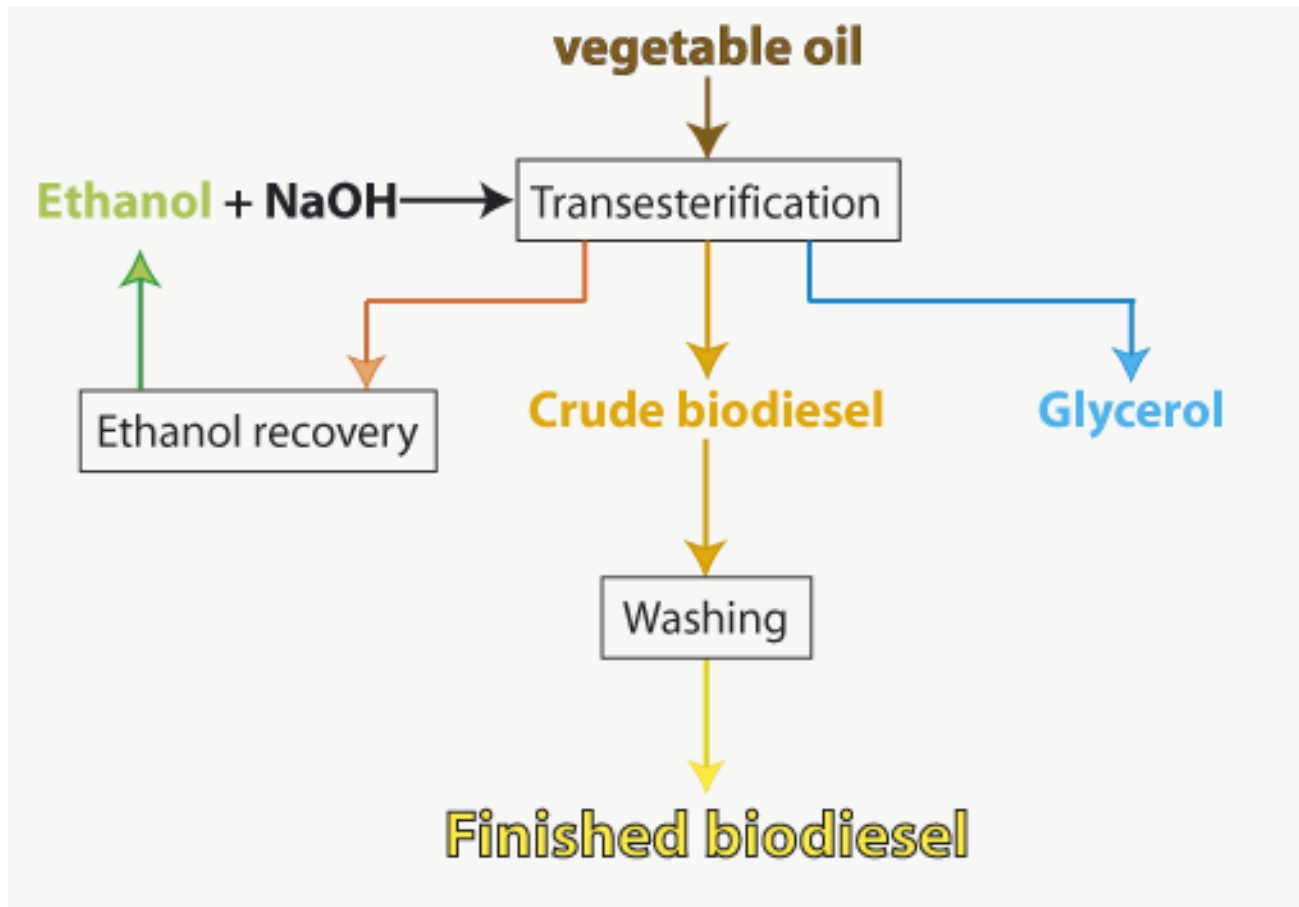 vegetable oil
Ethanol + NaOH
Transesterification
Ethanol recovery
Crude biodiesel
Glycerol
Washing
Finished biodiesel